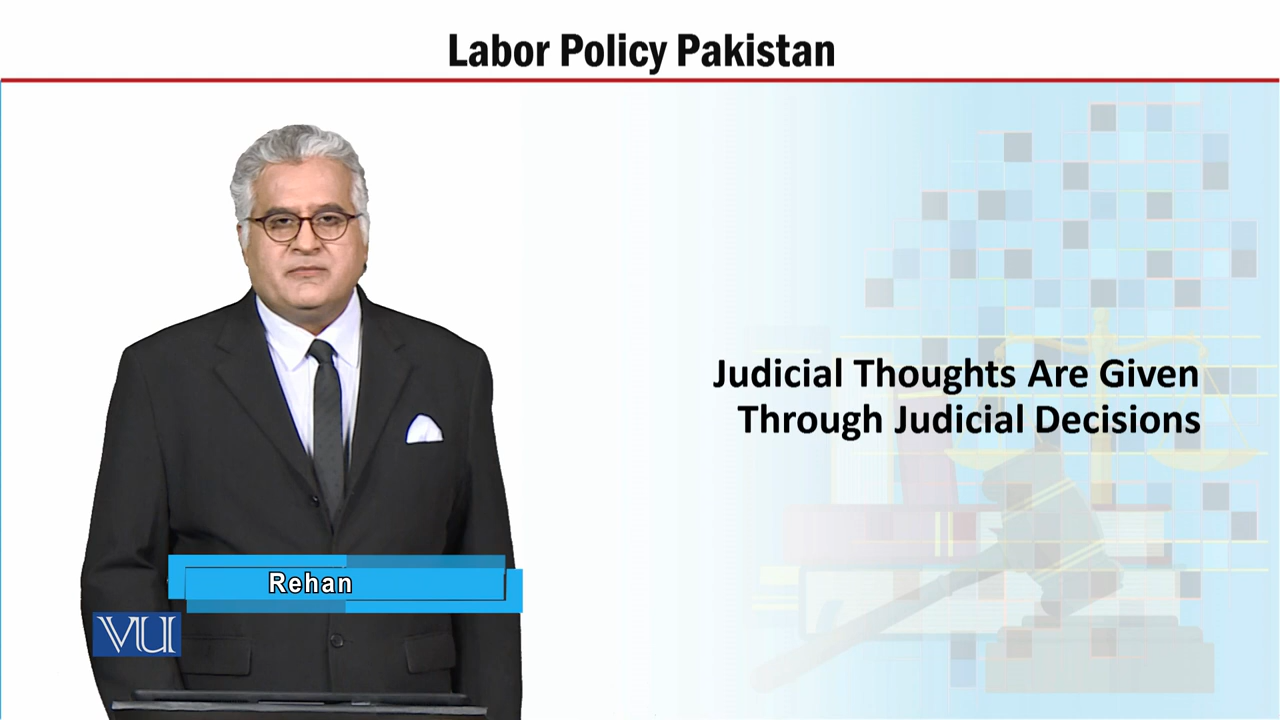 Labor Policy Pakistan
Judicial Thoughts Are Given
Through Judicial Decisions
Rehan
VU